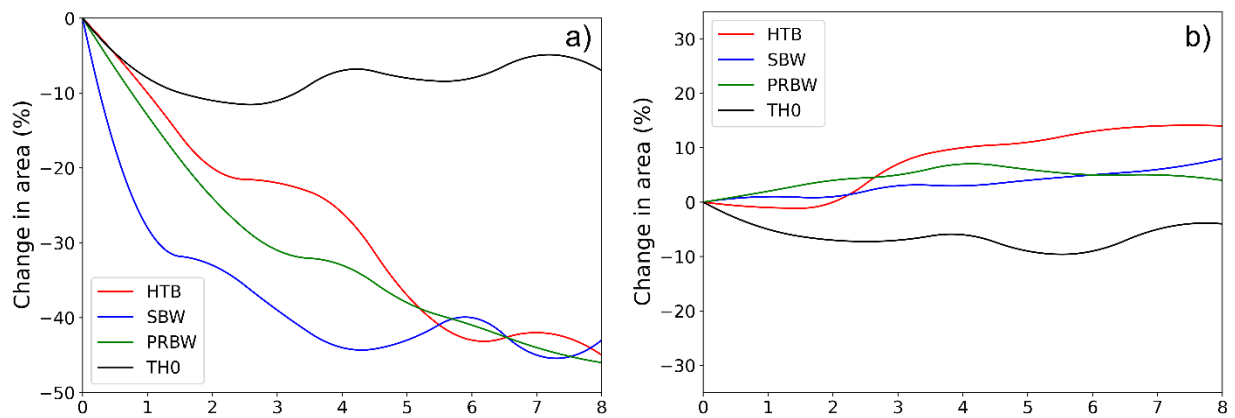 a)
Change in area (%)
0
−10
−20
−30
−40
−50
HTB
SBW
PRBW
TH0
0 1 2 3 4 5 6 7 8
b)
Change in area (%)
30
20
10
0
−10
−20
−30
HTB
SBW
PRBW
TH0
0 1 2 3 4 5 6 7 8